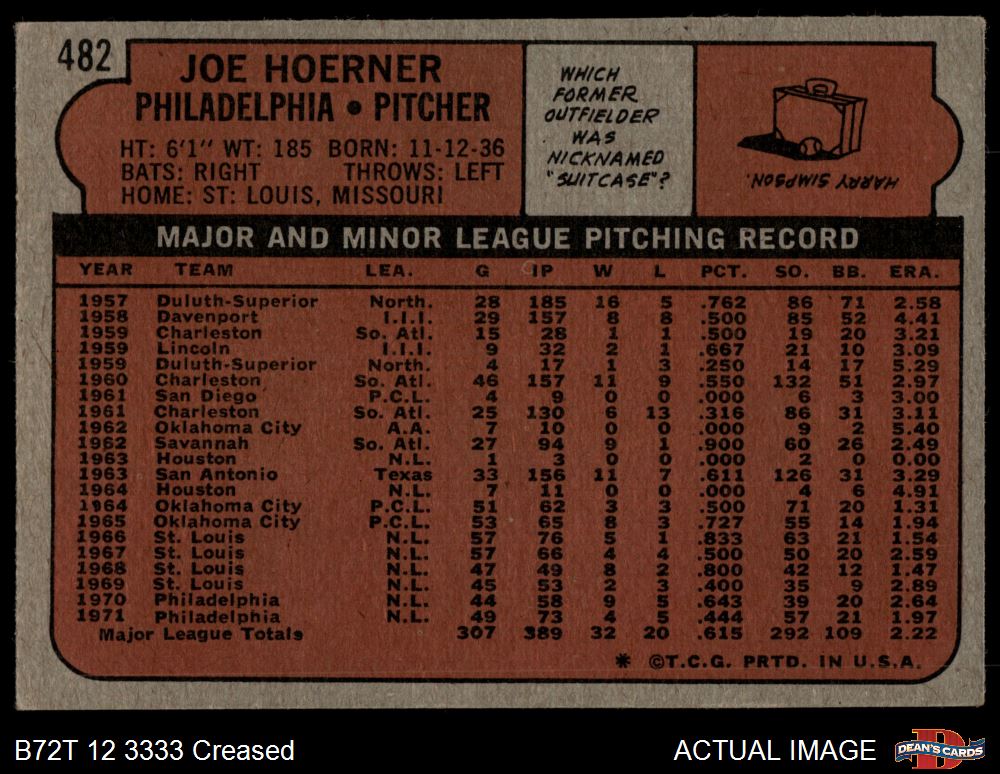 482
JOE HOERNER
PHILADELPHIA • PITCHER
HT: 6'1" WT: 185 BORN: 11-12-36
BATS: RIGHT THROWS: LEFT
HOME: ST. LOUIS, MISSOURI
WHICH
FORMER
OUTFIELDER
WAS
NICKNAMED
"SUITCASE"?
HARRY SIMPSON.
MAJOR AND MINOR LEAGUE PITCHING RECORD
YEAR TEAM LEA. G IP W L PCT. SO. BB. ERA.
1957 Duluth-Superior North. 28 185 16 5 .762 86 71 2.58
1958 Davenport I.I.I. 29 157 8 8 .500 85 52 4.41
1959 Charleston So. Atl. 15 28 1 1 .500 19 20 3.21
1959 Lincoln I.I.I. 9 32 2 1 .667 21 10 3.09
1959 Duluth-Superior North. 4 17 1 3 .250 14 17 5.29
1960 Charleston So. Atl. 46 157 11 9 .550 132 51 2.97
1961 San Diego P.C.L. 4 9 0 0 .000 6 3 3.00
1961 Charleston So. Atl. 25 130 6 13 .316 86 31 3.11
1962 Oklahoma City A.A. 7 10 0 0 .000 9 2 5.40
1962 Savannah So. Atl. 27 94 9 1 .900 60 26 2.49
1963 Houston N.L. 1 3 0 0 .000 2 0 0.00
1963 San Antonio Texas 33 156 11 7 .611 126 31 3.29
1964 Houston N.L. 7 11 0 0 .000 4 6 4.91
1964 Oklahoma City P.C.L. 51 62 3 3 .500 71 20 1.31
1965 Oklahoma City P.C.L. 53 65 8 3 .727 55 14 1.94
1966 St. Louis N.L. 57 76 5 1 .833 63 21 1.54
1967 St. Louis N.L. 57 66 4 4 .500 50 20 2.59
1968 St. Louis N.L. 47 49 8 2 .800 42 12 1.47
1969 St. Louis N.L. 45 53 2 3 .400 35 9 2.89
1970 Philadelphia N.L. 44 58 9 5 .643 39 20 2.64
1971 Philadelphia N.L. 49 73 4 5 .444 57 21 1.97
Major League Totals 307 389 32 20 .615 292 109 2.22
* ©T.C.G. PRTD. IN U.S.A.
B72T 12 3333 Creased
ACTUAL IMAGE
DEAN'S CARDS